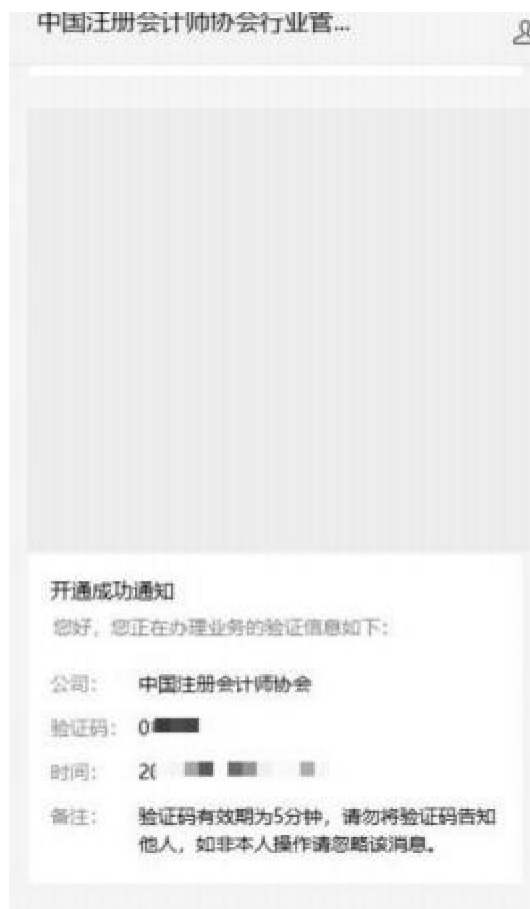 中国注册会计师协会行业管...
开通成功通知
您好，您正在办理业务的验证信息如下：
公司： 中国注册会计师协会
验证码： 0
时间： 20
备注： 验证码有效期为5分钟，请勿将验证码告知
他人，如非本人操作请忽略该消息。